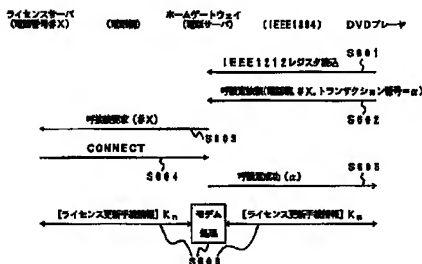 ライセンスサーバ (電話網) ホームゲートウェイ (IEEE1394) DVDプレーヤ
(電話番号#X) (電話サーバ)
S601
IEEE1212レジスタ読込
呼設定依頼(電話網, #X, トランザクション番号=α)
S602
呼接続要求 (#X)
S603
CONNECT
S604
S605
呼設定成功 (α)
[ライセンス更新手続情報] Kn
モデム
処理
[ライセンス更新手続情報] Kn